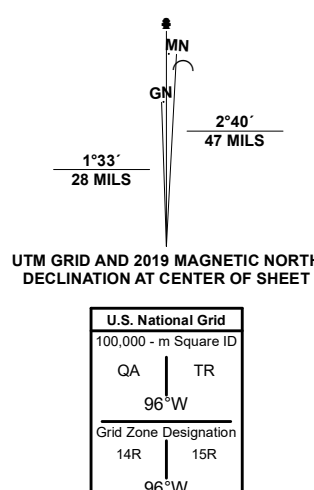 MN
GN
2°40´
47 MILS
1°33´
28 MILS
UTM GRID AND 2019 MAGNETIC NORTH
DECLINATION AT CENTER OF SHEET
U.S. National Grid
100,000 - m Square ID
QA TR
96°W
Grid Zone Designation
14R 15R
96°W